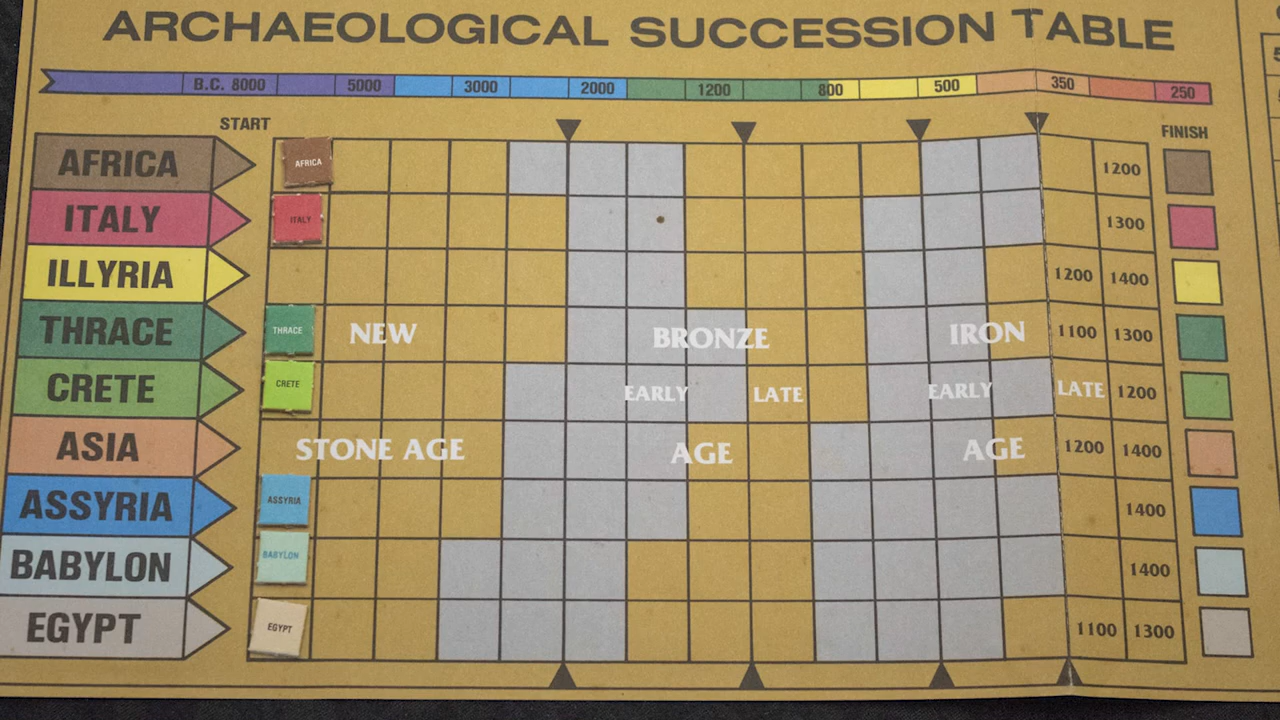 ARCHAEOLOGICAL SUCCESSION TABLE
B.C. 8000 5000 3000 2000 1200 800 500 350 250
START FINISH
AFRICA AFRICA 1200
ITALY ITALY 1300
ILLYRIA 1200 1400
THRACE THRACE NEW BRONZE IRON 1100 1300
CRETE CRETE EARLY LATE EARLY LATE 1200
ASIA STONE AGE AGE AGE 1200 1400
ASSYRIA ASSYRIA 1400
BABYLON BABYLON 1400
EGYPT EGYPT 1100 1300